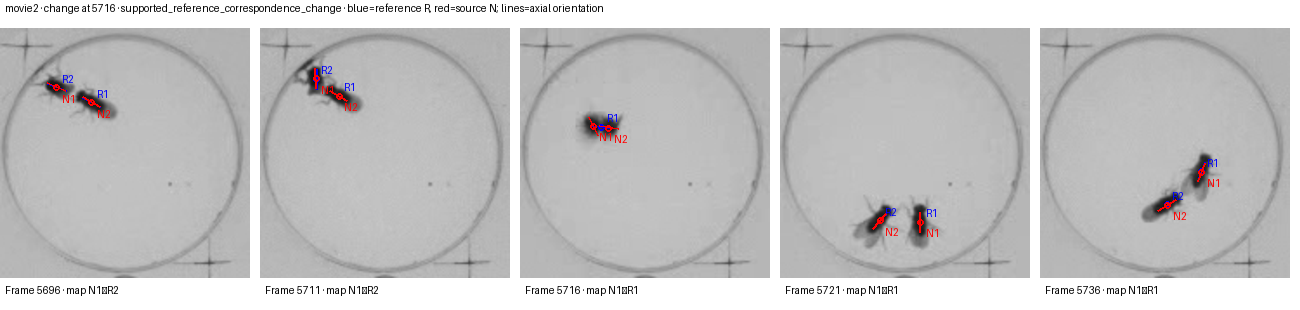 movie2 · change at 5716 · supported_reference_correspondence_change · blue=reference R, red=source N; lines=axial orientation
R2
R1
N1
N2
R2
R1
N2
R1
N1 N2
R2
R1
N2
N1
R1
N1
R2
N2
Frame 5696 · map N1□R2
Frame 5711 · map N1□R2
Frame 5716 · map N1□R1
Frame 5721 · map N1□R1
Frame 5736 · map N1□R1